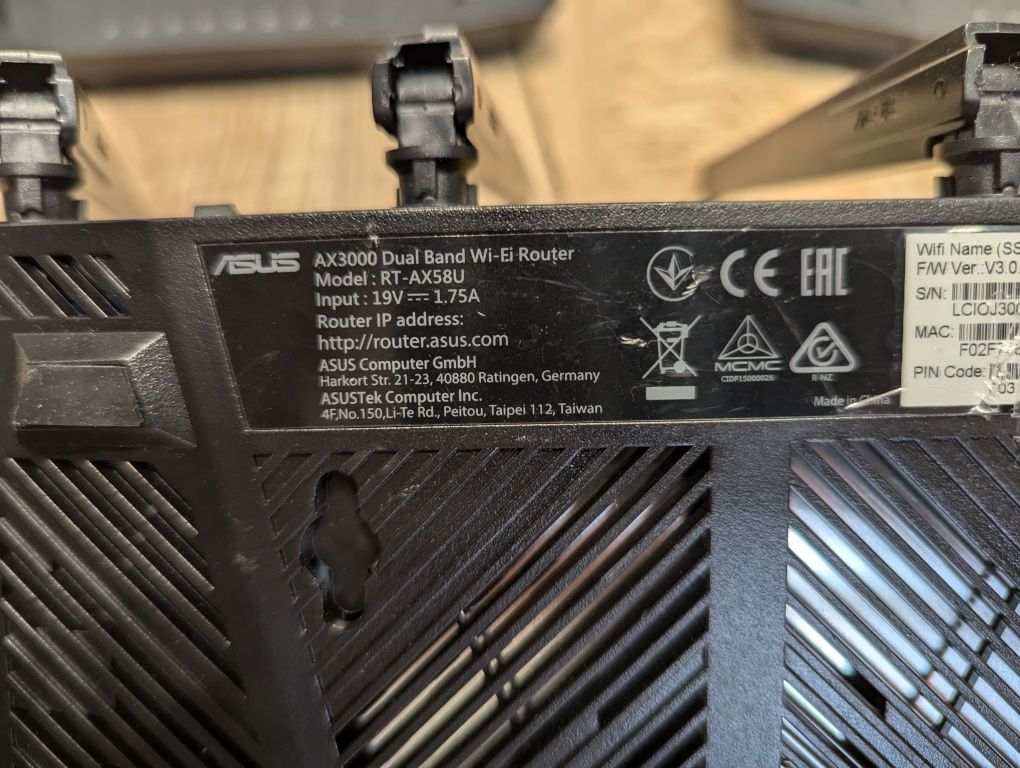 ASUS
AX3000 Dual Band Wi-Fi Router
Model : RT-AX58U
Input : 19V 1.75A
Router IP address:
http://router.asus.com
ASUS Computer GmbH
Harkort Str. 21-23, 40880 Ratingen, Germany
ASUSTek Computer Inc.
4F,No.150,Li-Te Rd., Peitou, Taipei 112, Taiwan
CE EAC
MCMC
CIDF15000026
R-NZ
Made in China
Wifi Name (SS
F/W Ver.:V3.0.
S/N:
LCIOJ30
MAC:
F02F7
PIN Code: